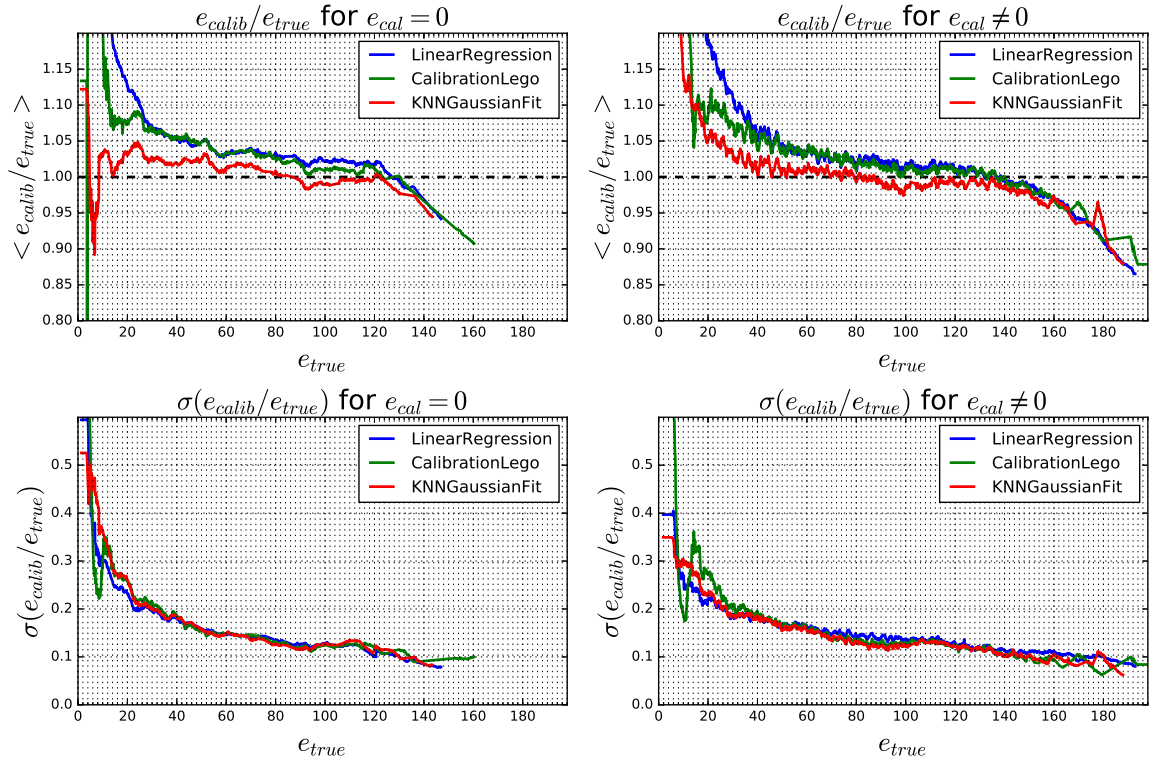 e_calib/e_true for e_cal = 0
<e_calib/e_true>
1.15
1.10
1.05
1.00
0.95
0.90
0.85
0.80
LinearRegression
CalibrationLego
KNNGaussianFit
0 20 40 60 80 100 120 140 160 180
e_true
e_calib/e_true for e_cal ≠ 0
<e_calib/e_true>
1.15
1.10
1.05
1.00
0.95
0.90
0.85
0.80
LinearRegression
CalibrationLego
KNNGaussianFit
0 20 40 60 80 100 120 140 160 180
e_true
σ(e_calib/e_true) for e_cal = 0
σ(e_calib/e_true)
0.5
0.4
0.3
0.2
0.1
0.0
LinearRegression
CalibrationLego
KNNGaussianFit
0 20 40 60 80 100 120 140 160 180
e_true
σ(e_calib/e_true) for e_cal ≠ 0
σ(e_calib/e_true)
0.5
0.4
0.3
0.2
0.1
0.0
LinearRegression
CalibrationLego
KNNGaussianFit
0 20 40 60 80 100 120 140 160 180
e_true